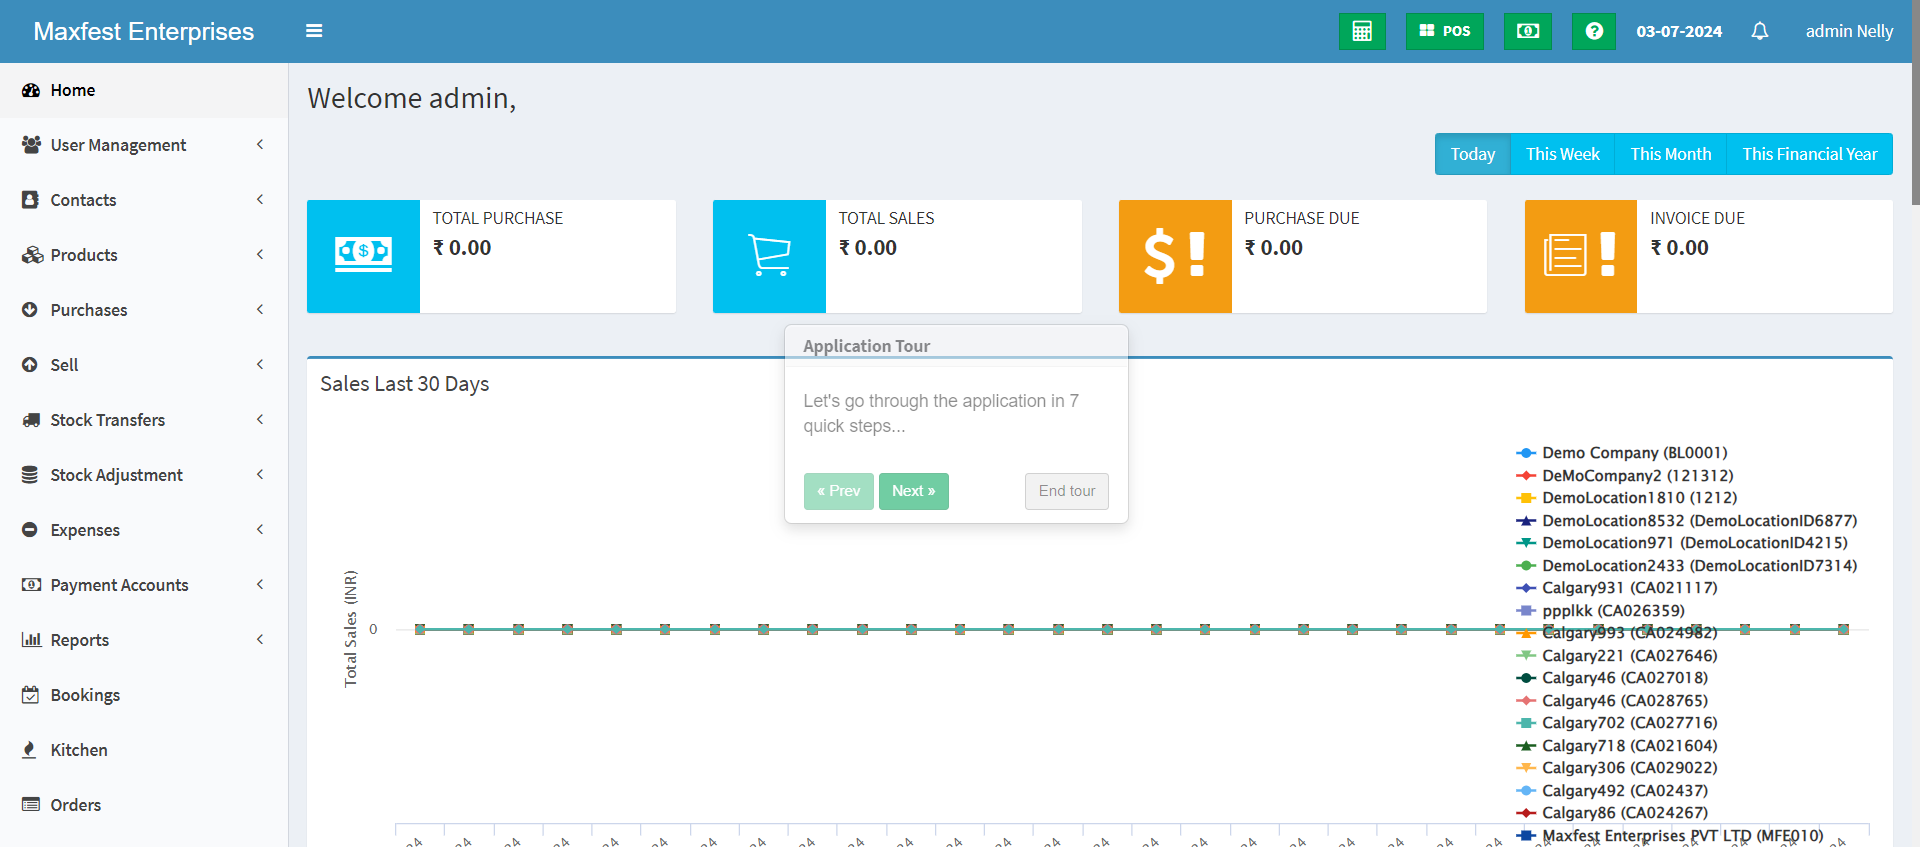 Maxfest Enterprises
POS
03-07-2024
admin Nelly
Home
User Management
Contacts
Products
Purchases
Sell
Stock Transfers
Stock Adjustment
Expenses
Payment Accounts
Reports
Bookings
Kitchen
Orders
Welcome admin,
Today
This Week
This Month
This Financial Year
TOTAL PURCHASE
₹ 0.00
TOTAL SALES
₹ 0.00
PURCHASE DUE
₹ 0.00
INVOICE DUE
₹ 0.00
Application Tour
Let's go through the application in 7
quick steps...
« Prev
Next »
End tour
Sales Last 30 Days
Total Sales (INR)
0
Demo Company (BL0001)
DeMoCompany2 (121312)
DemoLocation1810 (1212)
DemoLocation8532 (DemoLocationID6877)
DemoLocation971 (DemoLocationID4215)
DemoLocation2433 (DemoLocationID7314)
Calgary931 (CA021117)
ppplkk (CA026359)
Calgary993 (CA024982)
Calgary221 (CA027646)
Calgary46 (CA027018)
Calgary46 (CA028765)
Calgary702 (CA027716)
Calgary718 (CA021604)
Calgary306 (CA029022)
Calgary492 (CA02437)
Calgary86 (CA024267)
Maxfest Enterprises PVT LTD (MFE010)